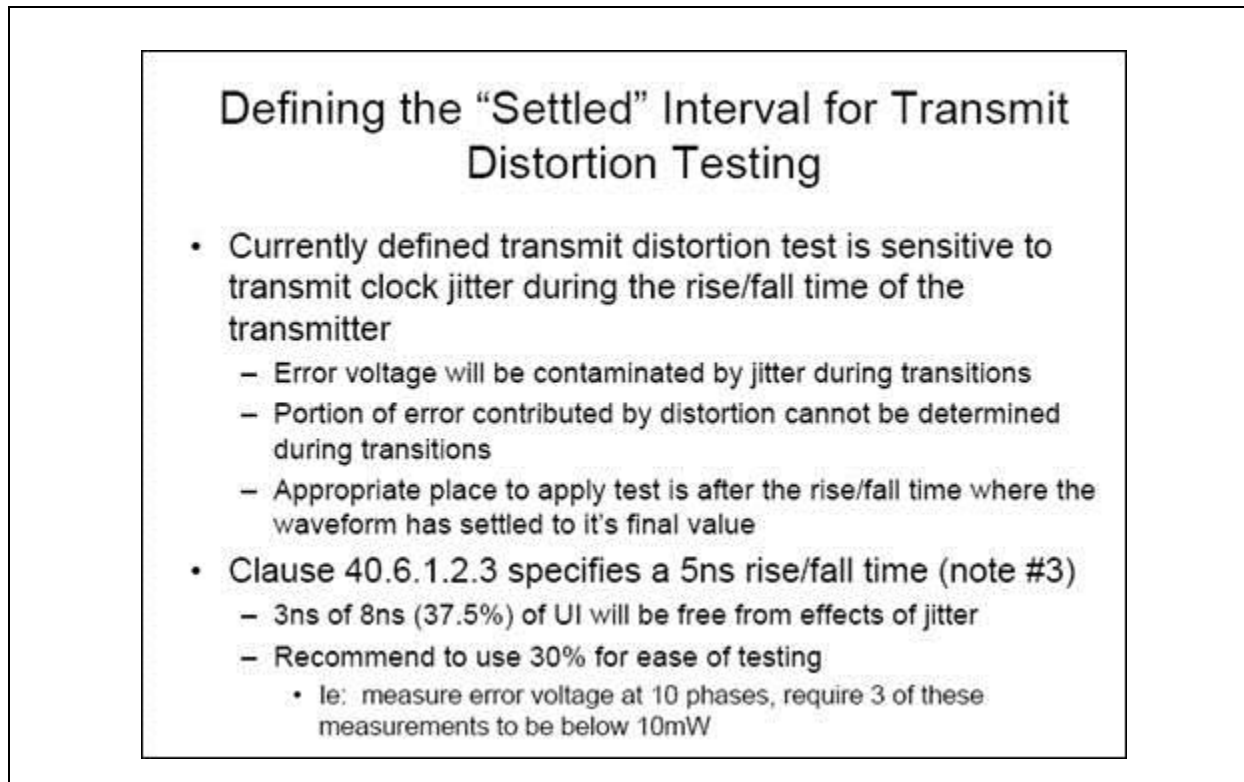 Defining the “Settled” Interval for Transmit
Distortion Testing
• Currently defined transmit distortion test is sensitive to
transmit clock jitter during the rise/fall time of the
transmitter
– Error voltage will be contaminated by jitter during transitions
– Portion of error contributed by distortion cannot be determined
during transitions
– Appropriate place to apply test is after the rise/fall time where the
waveform has settled to it's final value
• Clause 40.6.1.2.3 specifies a 5ns rise/fall time (note #3)
– 3ns of 8ns (37.5%) of UI will be free from effects of jitter
– Recommend to use 30% for ease of testing
• Ie: measure error voltage at 10 phases, require 3 of these
measurements to be below 10mW